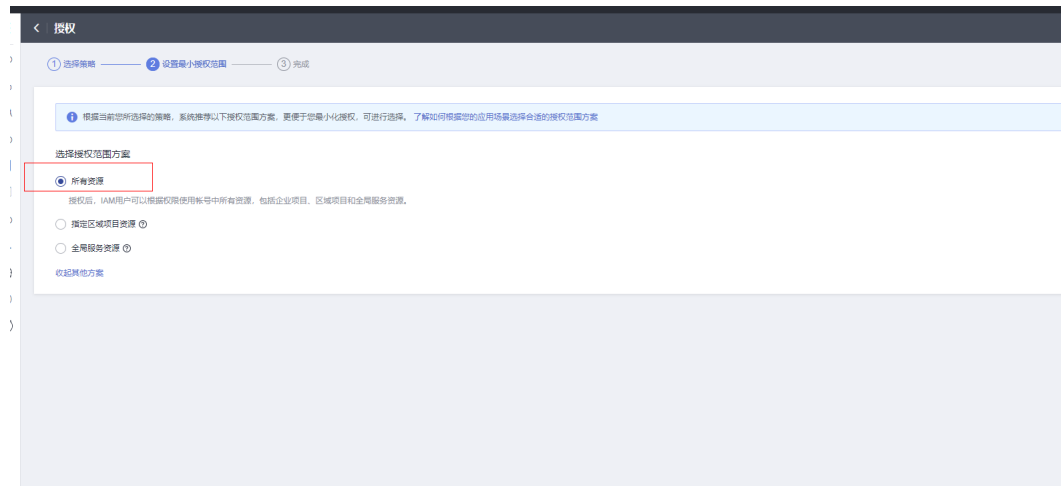 授权
1 选择策略 2 设置最小授权范围 3 完成
根据当前您所选择的策略，系统推荐以下授权范围方案，更便于您最小化授权，可进行选择。 了解如何根据您的应用场景选择合适的授权范围方案
选择授权范围方案
所有资源
授权后，IAM用户可以根据权限使用帐号中所有资源，包括企业项目、区域项目和全局服务资源。
指定区域项目资源
全局服务资源
收起其他方案